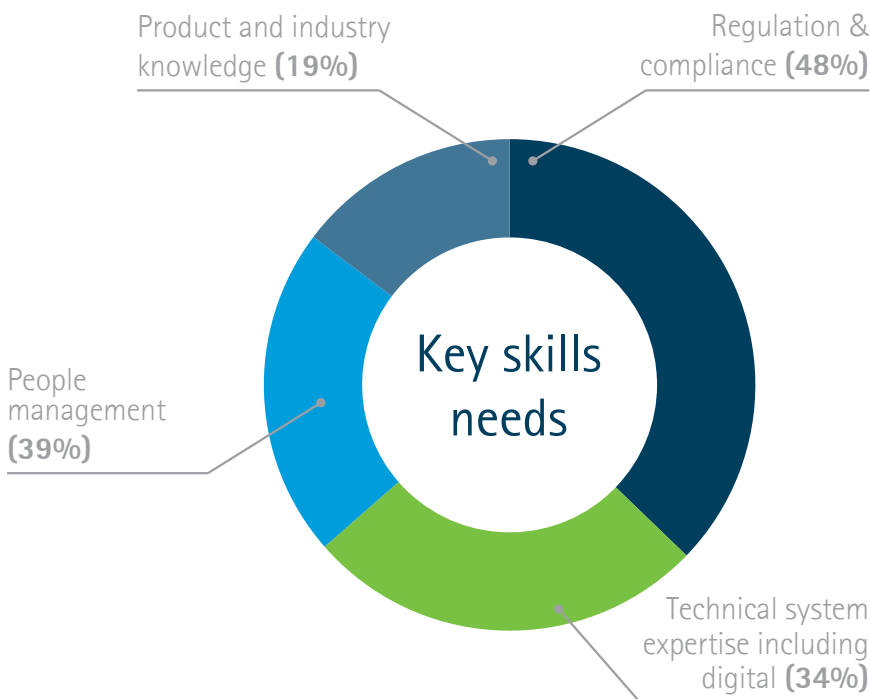 Product and industry
knowledge (19%)
Regulation &
compliance (48%)
Key skills
needs
People
management
(39%)
Technical system
expertise including
digital (34%)